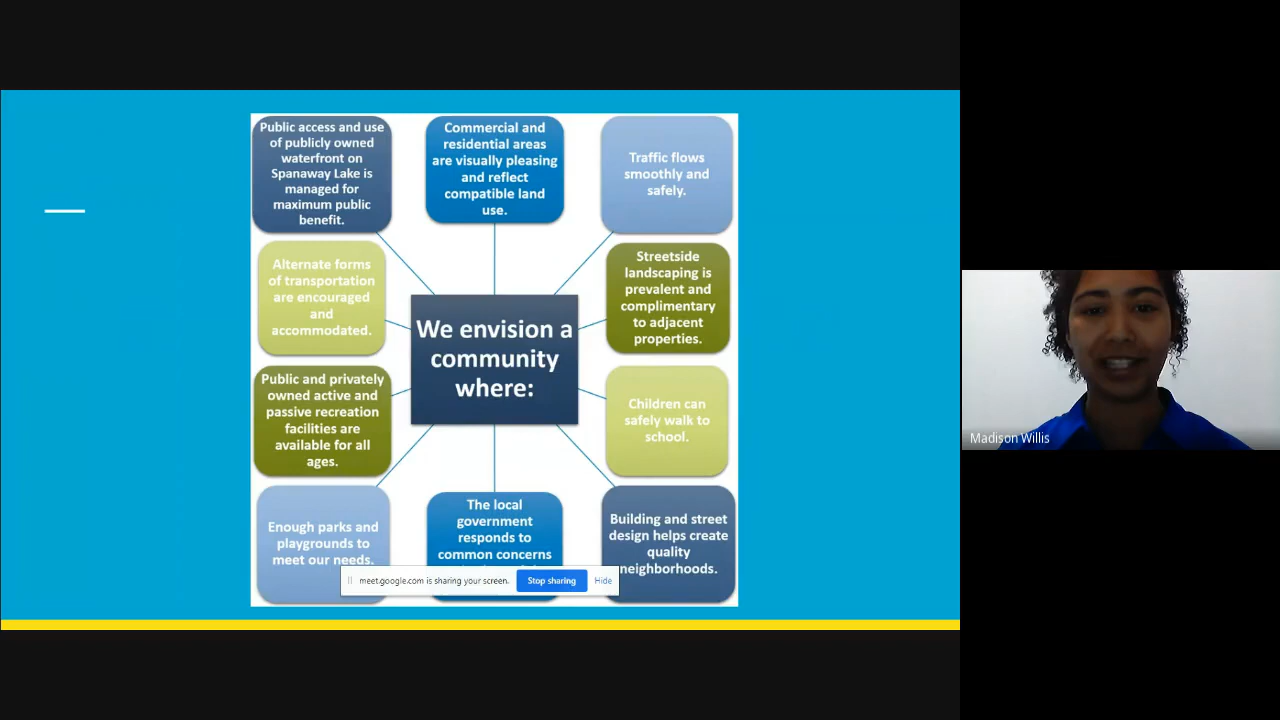 Public access and use
of publicly owned
waterfront on
Spanaway Lake is
managed for
maximum public
benefit.
Commercial and
residential areas
are visually pleasing
and reflect
compatible land
use.
Traffic flows
smoothly and
safely.
Alternate forms
of transportation
are encouraged
and
accommodated.
We envision a
community
where:
Streetside
landscaping is
prevalent and
complimentary
to adjacent
properties.
Public and privately
owned active and
passive recreation
facilities are
available for all
ages.
Children can
safely walk to
school.
Enough parks and
playgrounds to
meet our needs.
The local
government
responds to
common concerns
Building and street
design helps create
quality
neighborhoods.
meet.google.com is sharing your screen.
Stop sharing
Hide
Madison Willis